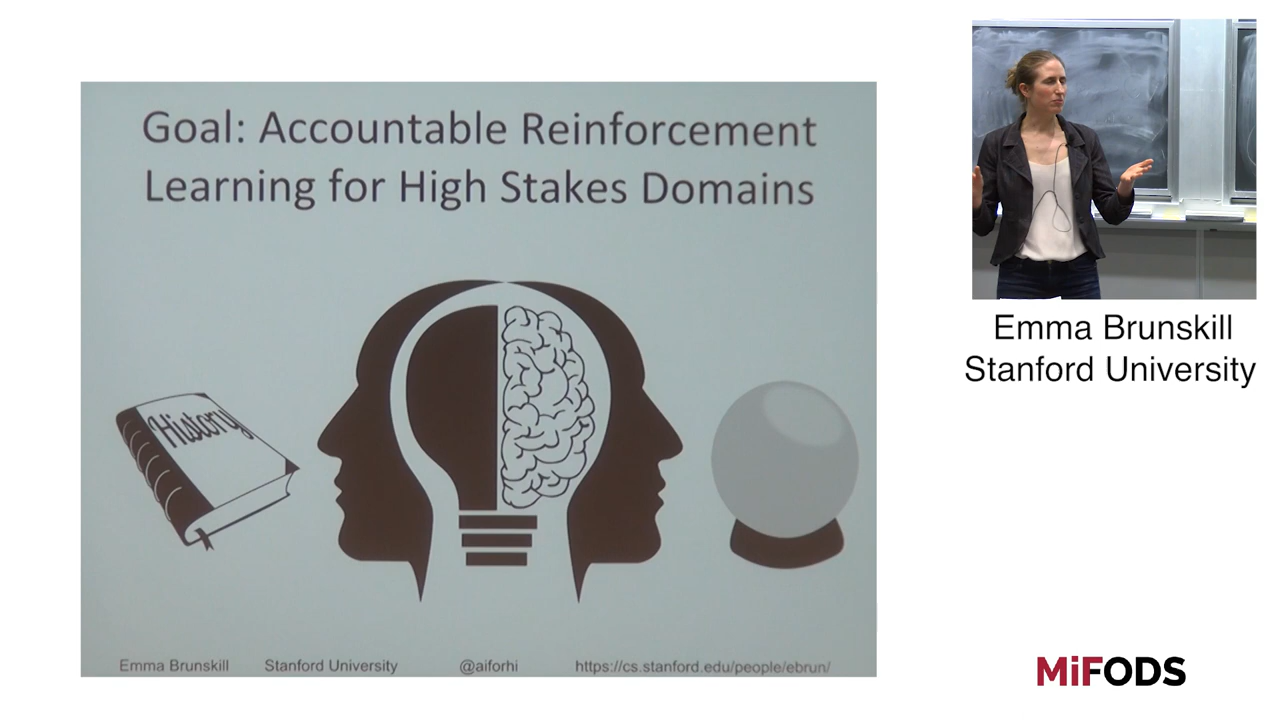 Goal: Accountable Reinforcement
Learning for High Stakes Domains
History
Emma Brunskill Stanford University @aiforhi https://cs.stanford.edu/people/ebrun/
Emma Brunskill
Stanford University
MiFODS